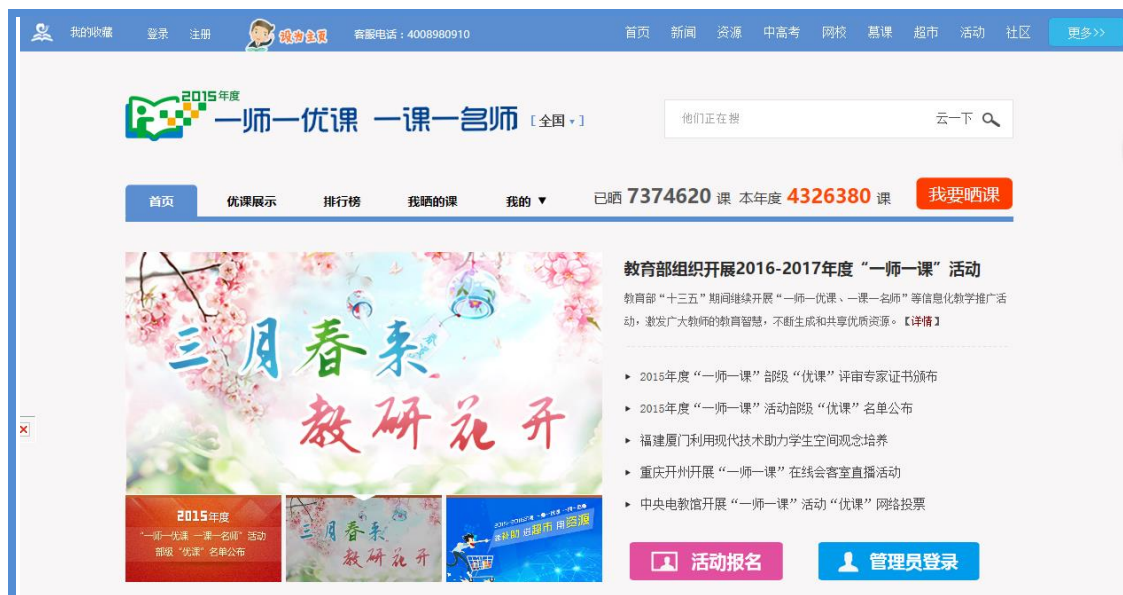 我的收藏
登录 注册
设为主页
客服电话：4008980910
首页 新闻 资源 中高考 网校 慕课 超市 活动 社区 更多>>
2015年度
一师一优课 一课一名师 [全国▾]
他们正在搜 云一下
首页 优课展示 排行榜 我晒的课 我的 ▼
已晒 7374620 课 本年度 4326380 课 我要晒课
三月春来
教研花开
教育部组织开展2016-2017年度“一师一课”活动
教育部“十三五”期间继续开展“一师一优课、一课一名师”等信息化教学推广活
动，激发广大教师的教育智慧，不断生成和共享优质资源。【详情】
▸ 2015年度“一师一课”部级“优课”评审专家证书颁布
▸ 2015年度“一师一课”活动部级“优课”名单公布
▸ 福建厦门利用现代技术助力学生空间观念培养
▸ 重庆开州开展“一师一课”在线会客室直播活动
▸ 中央电教馆开展“一师一课”活动“优课”网络投票
2015年度
“一师一优课 一课一名师”活动
部级“优课”名单公布
三月春来
教研花开
进超市 用资源
活动报名
管理员登录